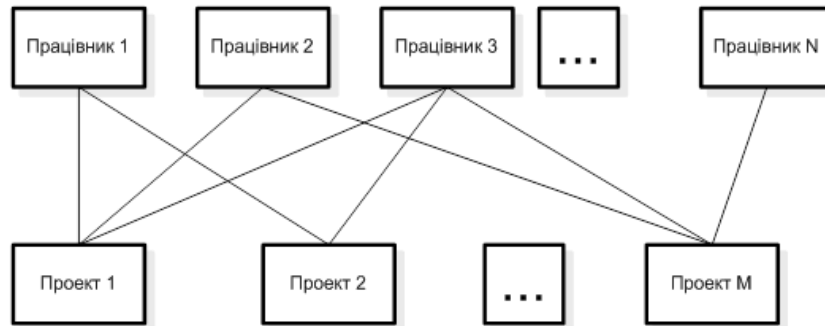 Працівник 1
Працівник 2
Працівник 3
...
Працівник N
Проект 1
Проект 2
...
Проект M